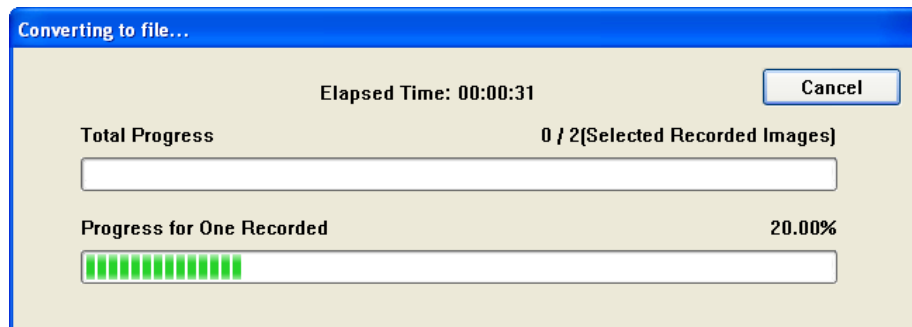 Converting to file...
Elapsed Time: 00:00:31
Cancel
Total Progress
0 / 2(Selected Recorded Images)
Progress for One Recorded
20.00%